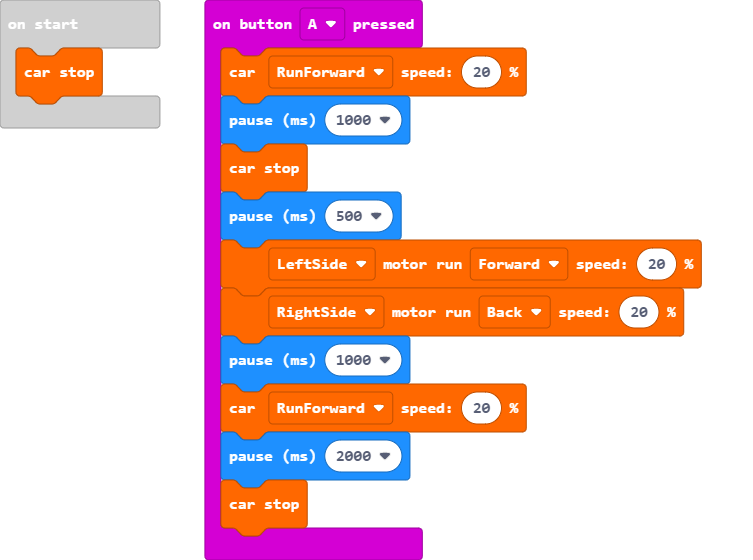 on start
car stop
on button A pressed
car RunForward speed: 20 %
pause (ms) 1000
car stop
pause (ms) 500
LeftSide motor run Forward speed: 20 %
RightSide motor run Back speed: 20 %
pause (ms) 1000
car RunForward speed: 20 %
pause (ms) 2000
car stop